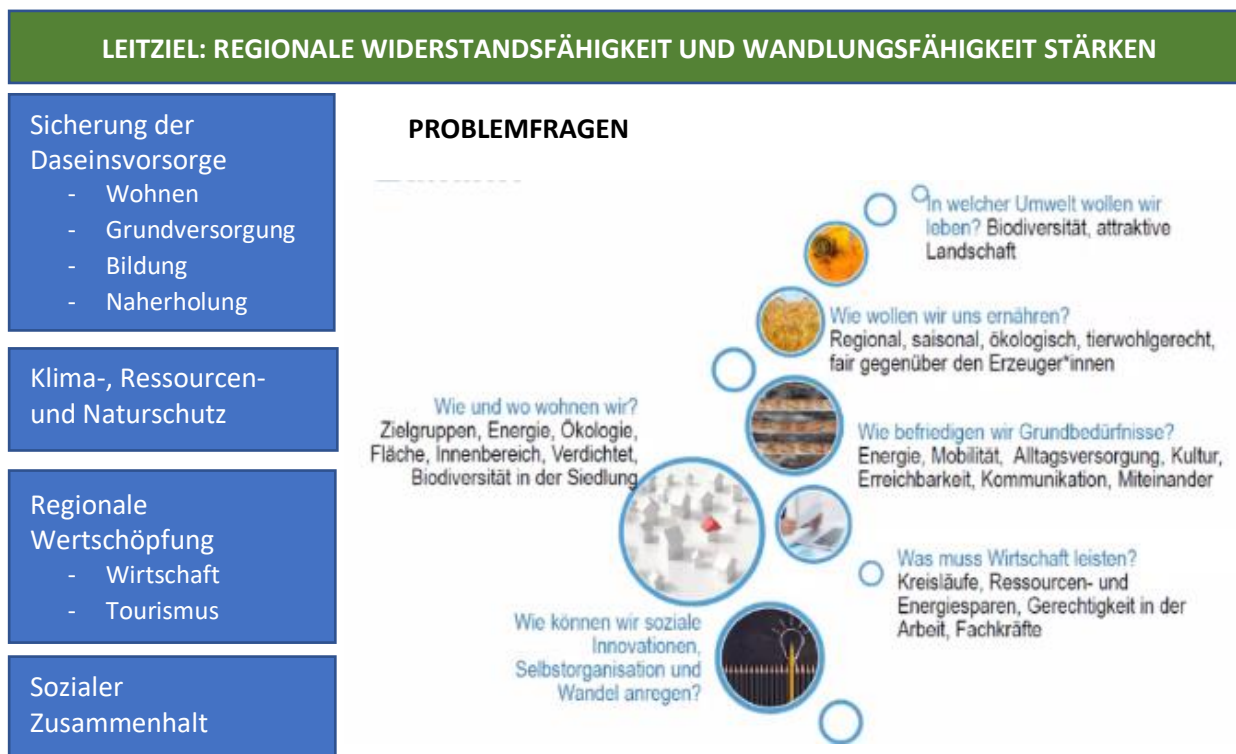 LEITZIEL: REGIONALE WIDERSTANDSFÄHIGKEIT UND WANDLUNGSFÄHIGKEIT STÄRKEN
Sicherung der
Daseinsvorsorge
- Wohnen
- Grundversorgung
- Bildung
- Naherholung
Klima-, Ressourcen-
und Naturschutz
Regionale
Wertschöpfung
- Wirtschaft
- Tourismus
Sozialer
Zusammenhalt
PROBLEMFRAGEN
In welcher Umwelt wollen wir
leben? Biodiversität, attraktive
Landschaft
Wie wollen wir uns ernähren?
Regional, saisonal, ökologisch, tierwohlgerecht,
fair gegenüber den Erzeuger*innen
Wie und wo wohnen wir?
Zielgruppen, Energie, Ökologie,
Fläche, Innenbereich, Verdichtet,
Biodiversität in der Siedlung
Wie befriedigen wir Grundbedürfnisse?
Energie, Mobilität, Alltagsversorgung, Kultur,
Erreichbarkeit, Kommunikation, Miteinander
Was muss Wirtschaft leisten?
Kreisläufe, Ressourcen- und
Energiesparen, Gerechtigkeit in der
Arbeit, Fachkräfte
Wie können wir soziale
Innovationen,
Selbstorganisation und
Wandel anregen?